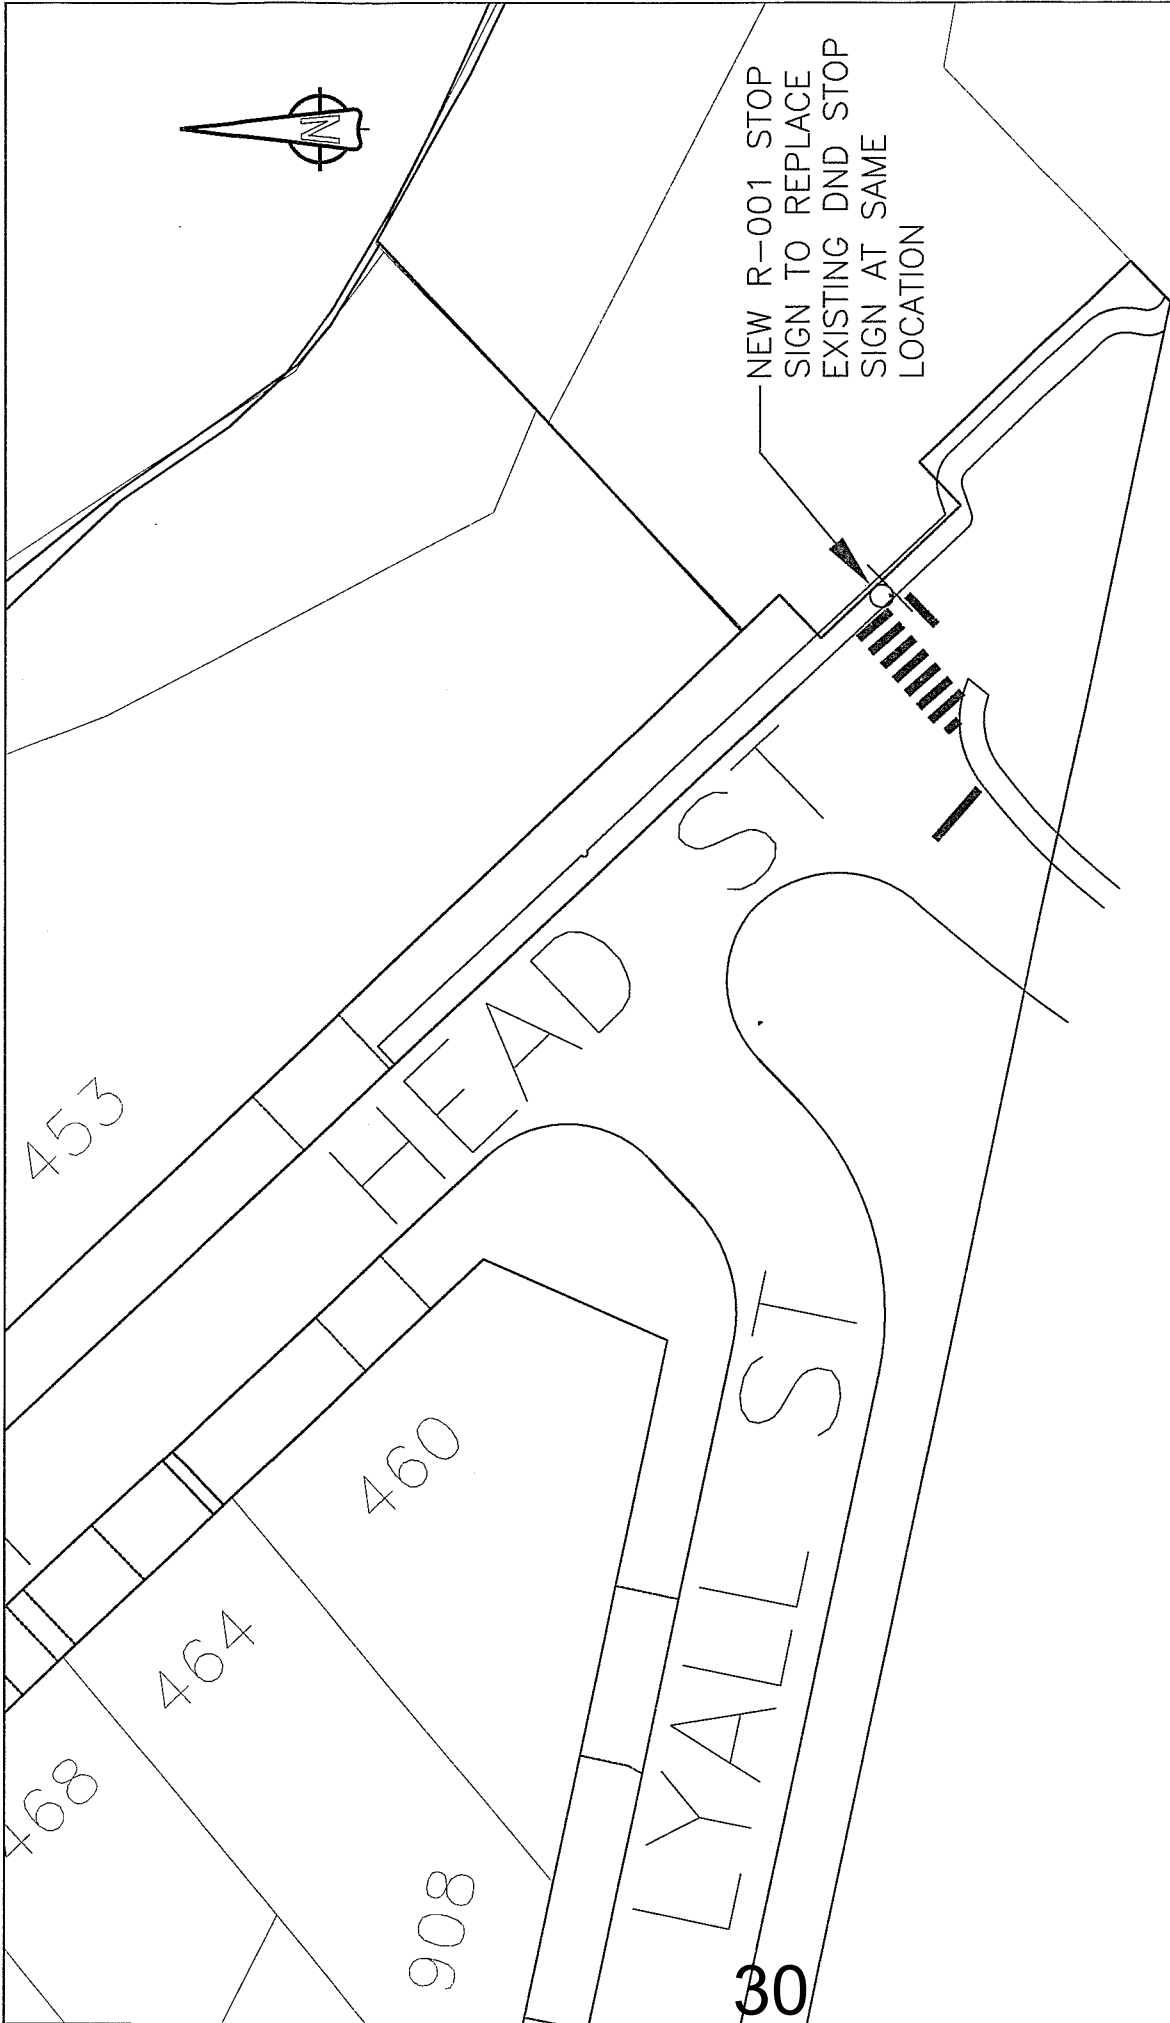 N
NEW R-001 STOP
SIGN TO REPLACE
EXISTING DND STOP
SIGN AT SAME
LOCATION
453
HEAD ST
460
464
468
908
LYALL ST
30